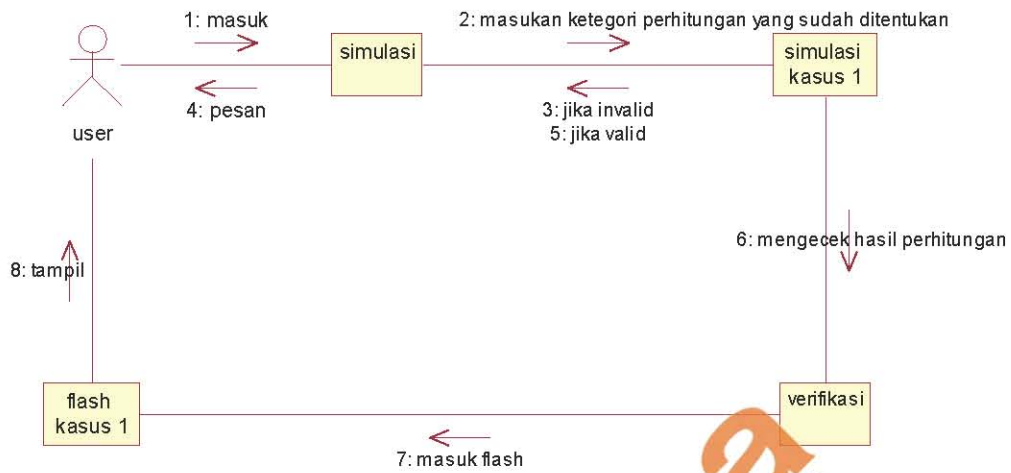 1: masuk
2: masukan ketegori perhitungan yang sudah ditentukan
simulasi
simulasi
kasus 1
4: pesan
3: jika invalid
5: jika valid
user
6: mengecek hasil perhitungan
8: tampil
flash
kasus 1
verifikasi
7: masuk flash
a